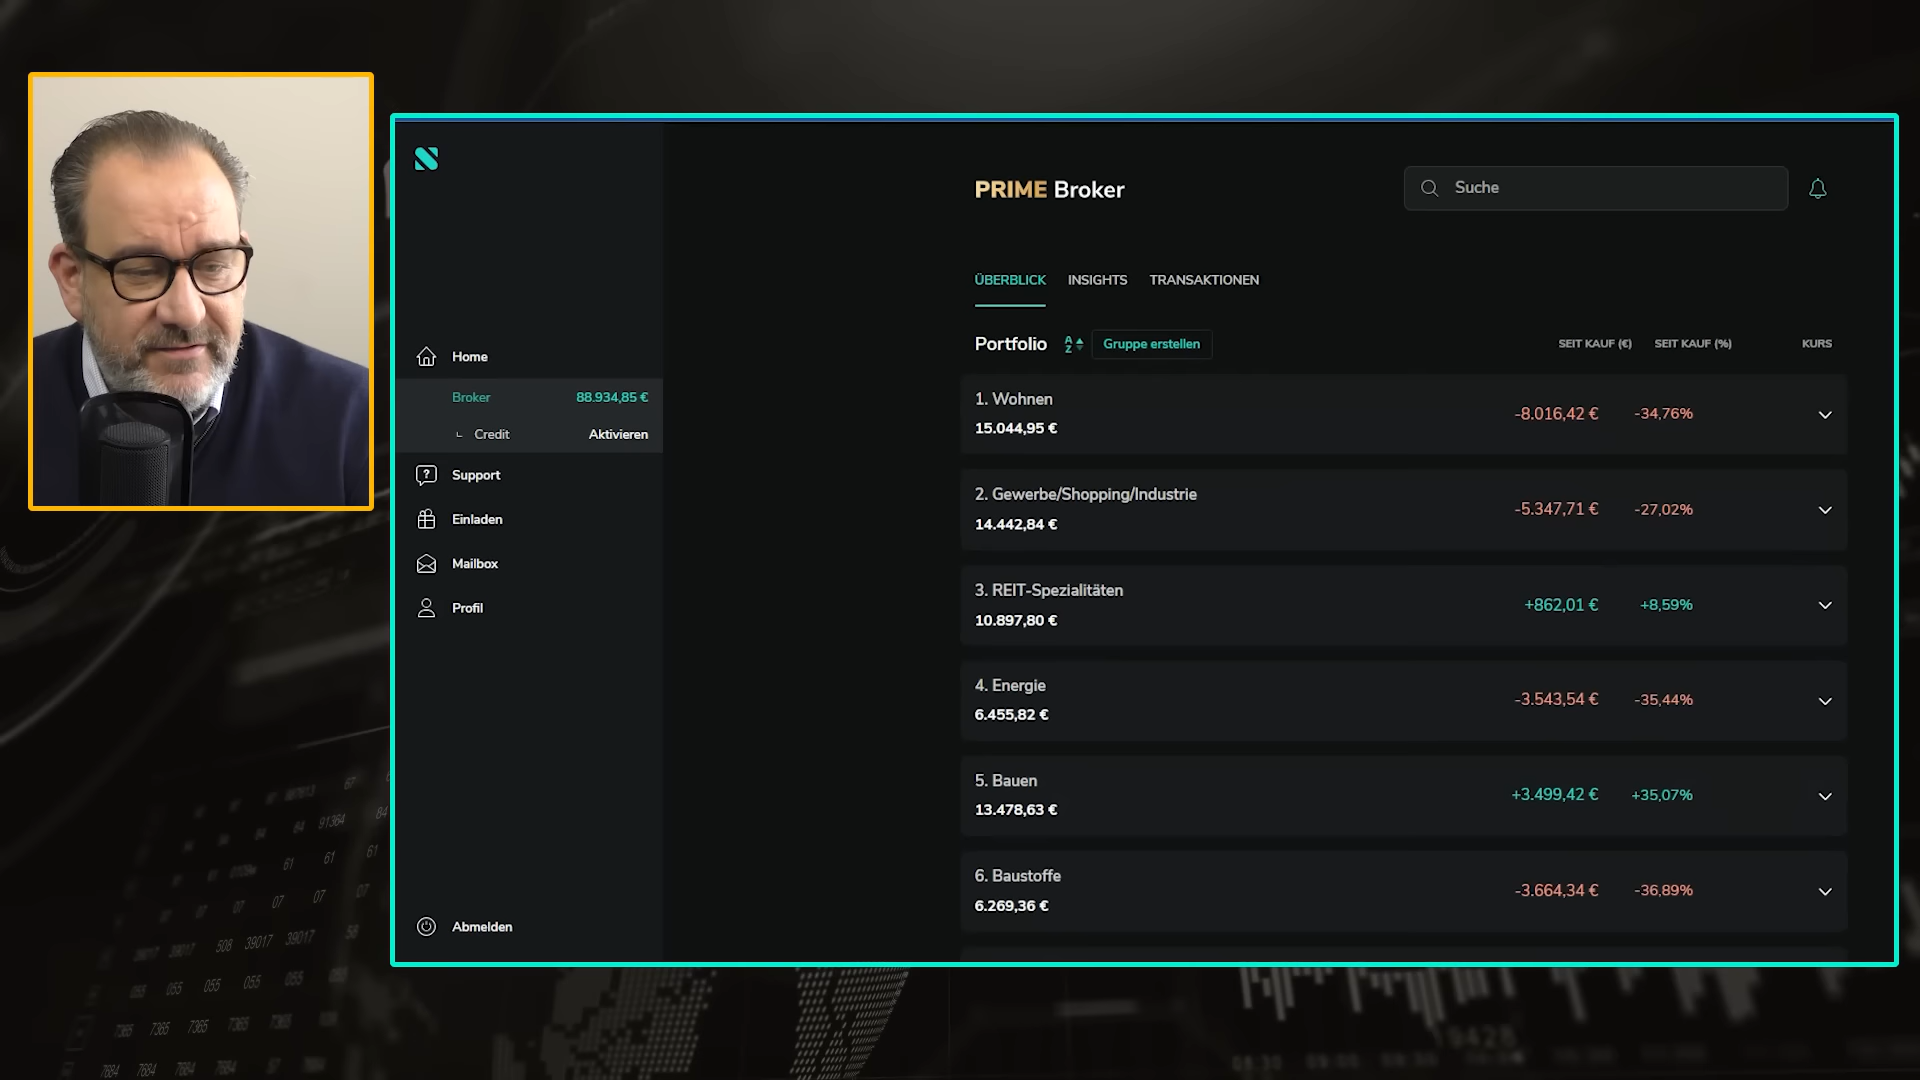 PRIME Broker
Suche
ÜBERBLICK INSIGHTS TRANSAKTIONEN
Portfolio A Z Gruppe erstellen SEIT KAUF (€) SEIT KAUF (%) KURS
Home
Broker 88.934,85 €
Credit Aktivieren
Support
Einladen
Mailbox
Profil
Abmelden
1. Wohnen
15.044,95 €
-8.016,42 € -34,76%
2. Gewerbe/Shopping/Industrie
14.442,84 €
-5.347,71 € -27,02%
3. REIT-Spezialitäten
10.897,80 €
+862,01 € +8,59%
4. Energie
6.455,82 €
-3.543,54 € -35,44%
5. Bauen
13.478,63 €
+3.499,42 € +35,07%
6. Baustoffe
6.269,36 €
-3.664,34 € -36,89%